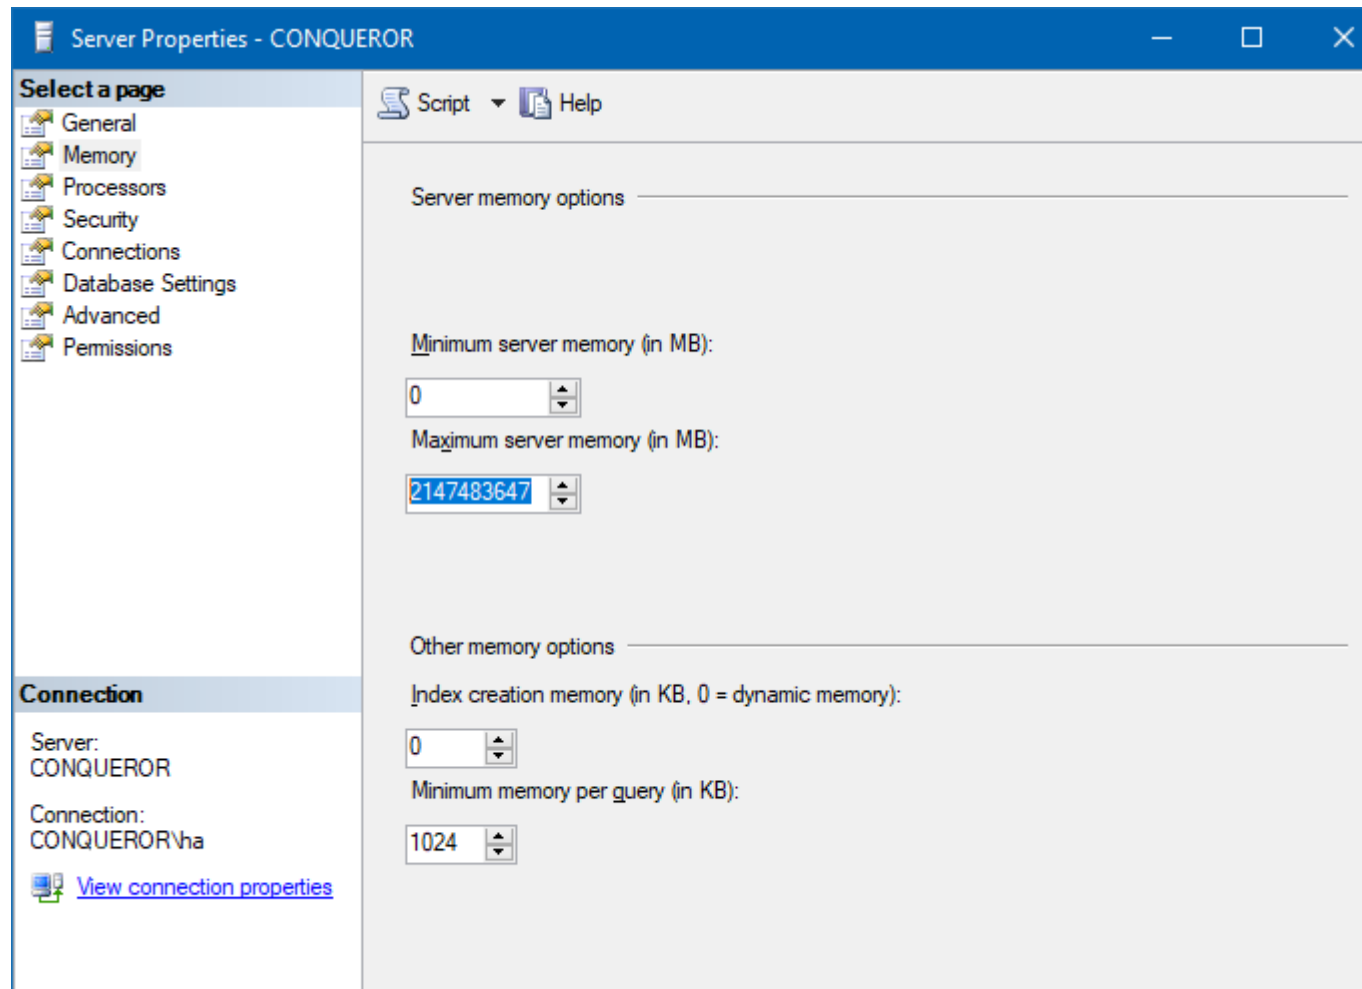 Server Properties - CONQUEROR
Select a page
General
Memory
Processors
Security
Connections
Database Settings
Advanced
Permissions
Script
Help
Server memory options
Minimum server memory (in MB):
0
Maximum server memory (in MB):
2147483647
Other memory options
Index creation memory (in KB, 0 = dynamic memory):
0
Minimum memory per query (in KB):
1024
Connection
Server:
CONQUEROR
Connection:
CONQUEROR\ha
View connection properties